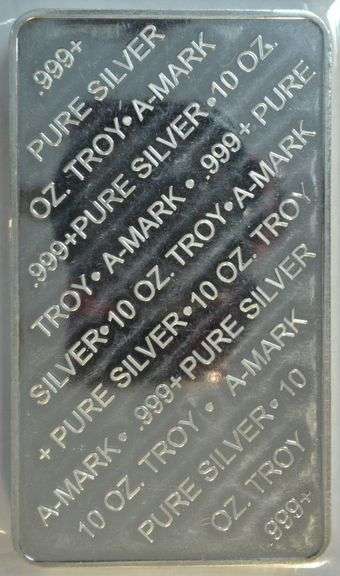 .999+
PURE SILVER
OZ. TROY• A-MARK
.999+PURE SILVER•10 OZ.
TROY• A-MARK • .999+ PURE
SILVER•10 OZ. TROY•A-MARK
+ PURE SILVER•10 OZ. TROY
A-MARK• .999+PURE SILVER
10 OZ. TROY • A-MARK
PURE SILVER•10
OZ. TROY
.999+